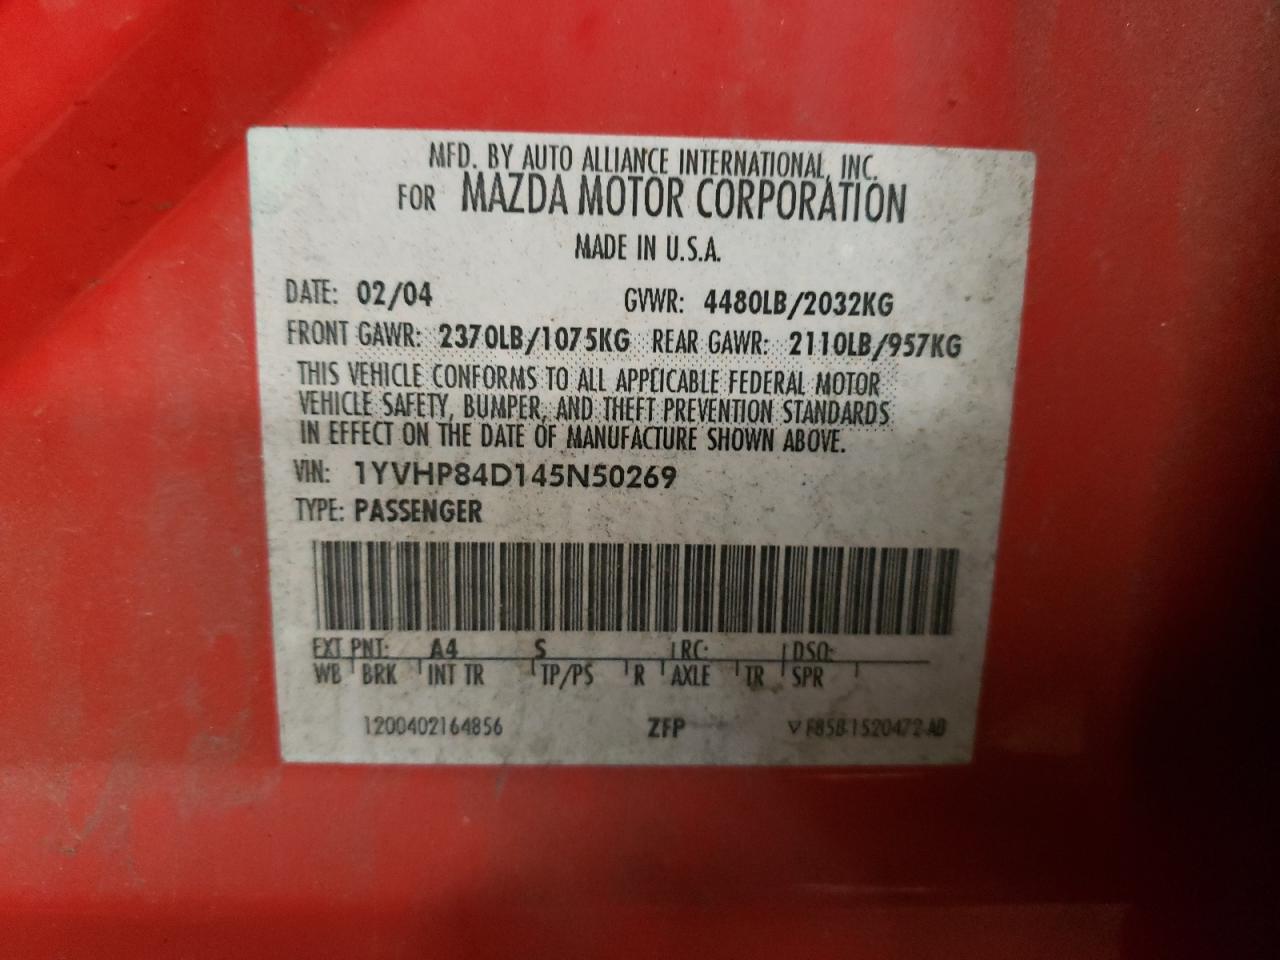 MFD. BY AUTO ALLIANCE INTERNATIONAL, INC.
FOR MAZDA MOTOR CORPORATION
MADE IN U.S.A.
DATE: 02/04 GVWR: 4480LB/2032KG
FRONT GAWR: 2370LB/1075KG REAR GAWR: 2110LB/957KG
THIS VEHICLE CONFORMS TO ALL APPLICABLE FEDERAL MOTOR
VEHICLE SAFETY, BUMPER, AND THEFT PREVENTION STANDARDS
IN EFFECT ON THE DATE OF MANUFACTURE SHOWN ABOVE.
VIN: 1YVHP84D145N50269
TYPE: PASSENGER
EXT PNT: A4 S RC: DSO:
WB BRK INT TR TP/PS R AXLE TR SPR
1200402164856 ZFP